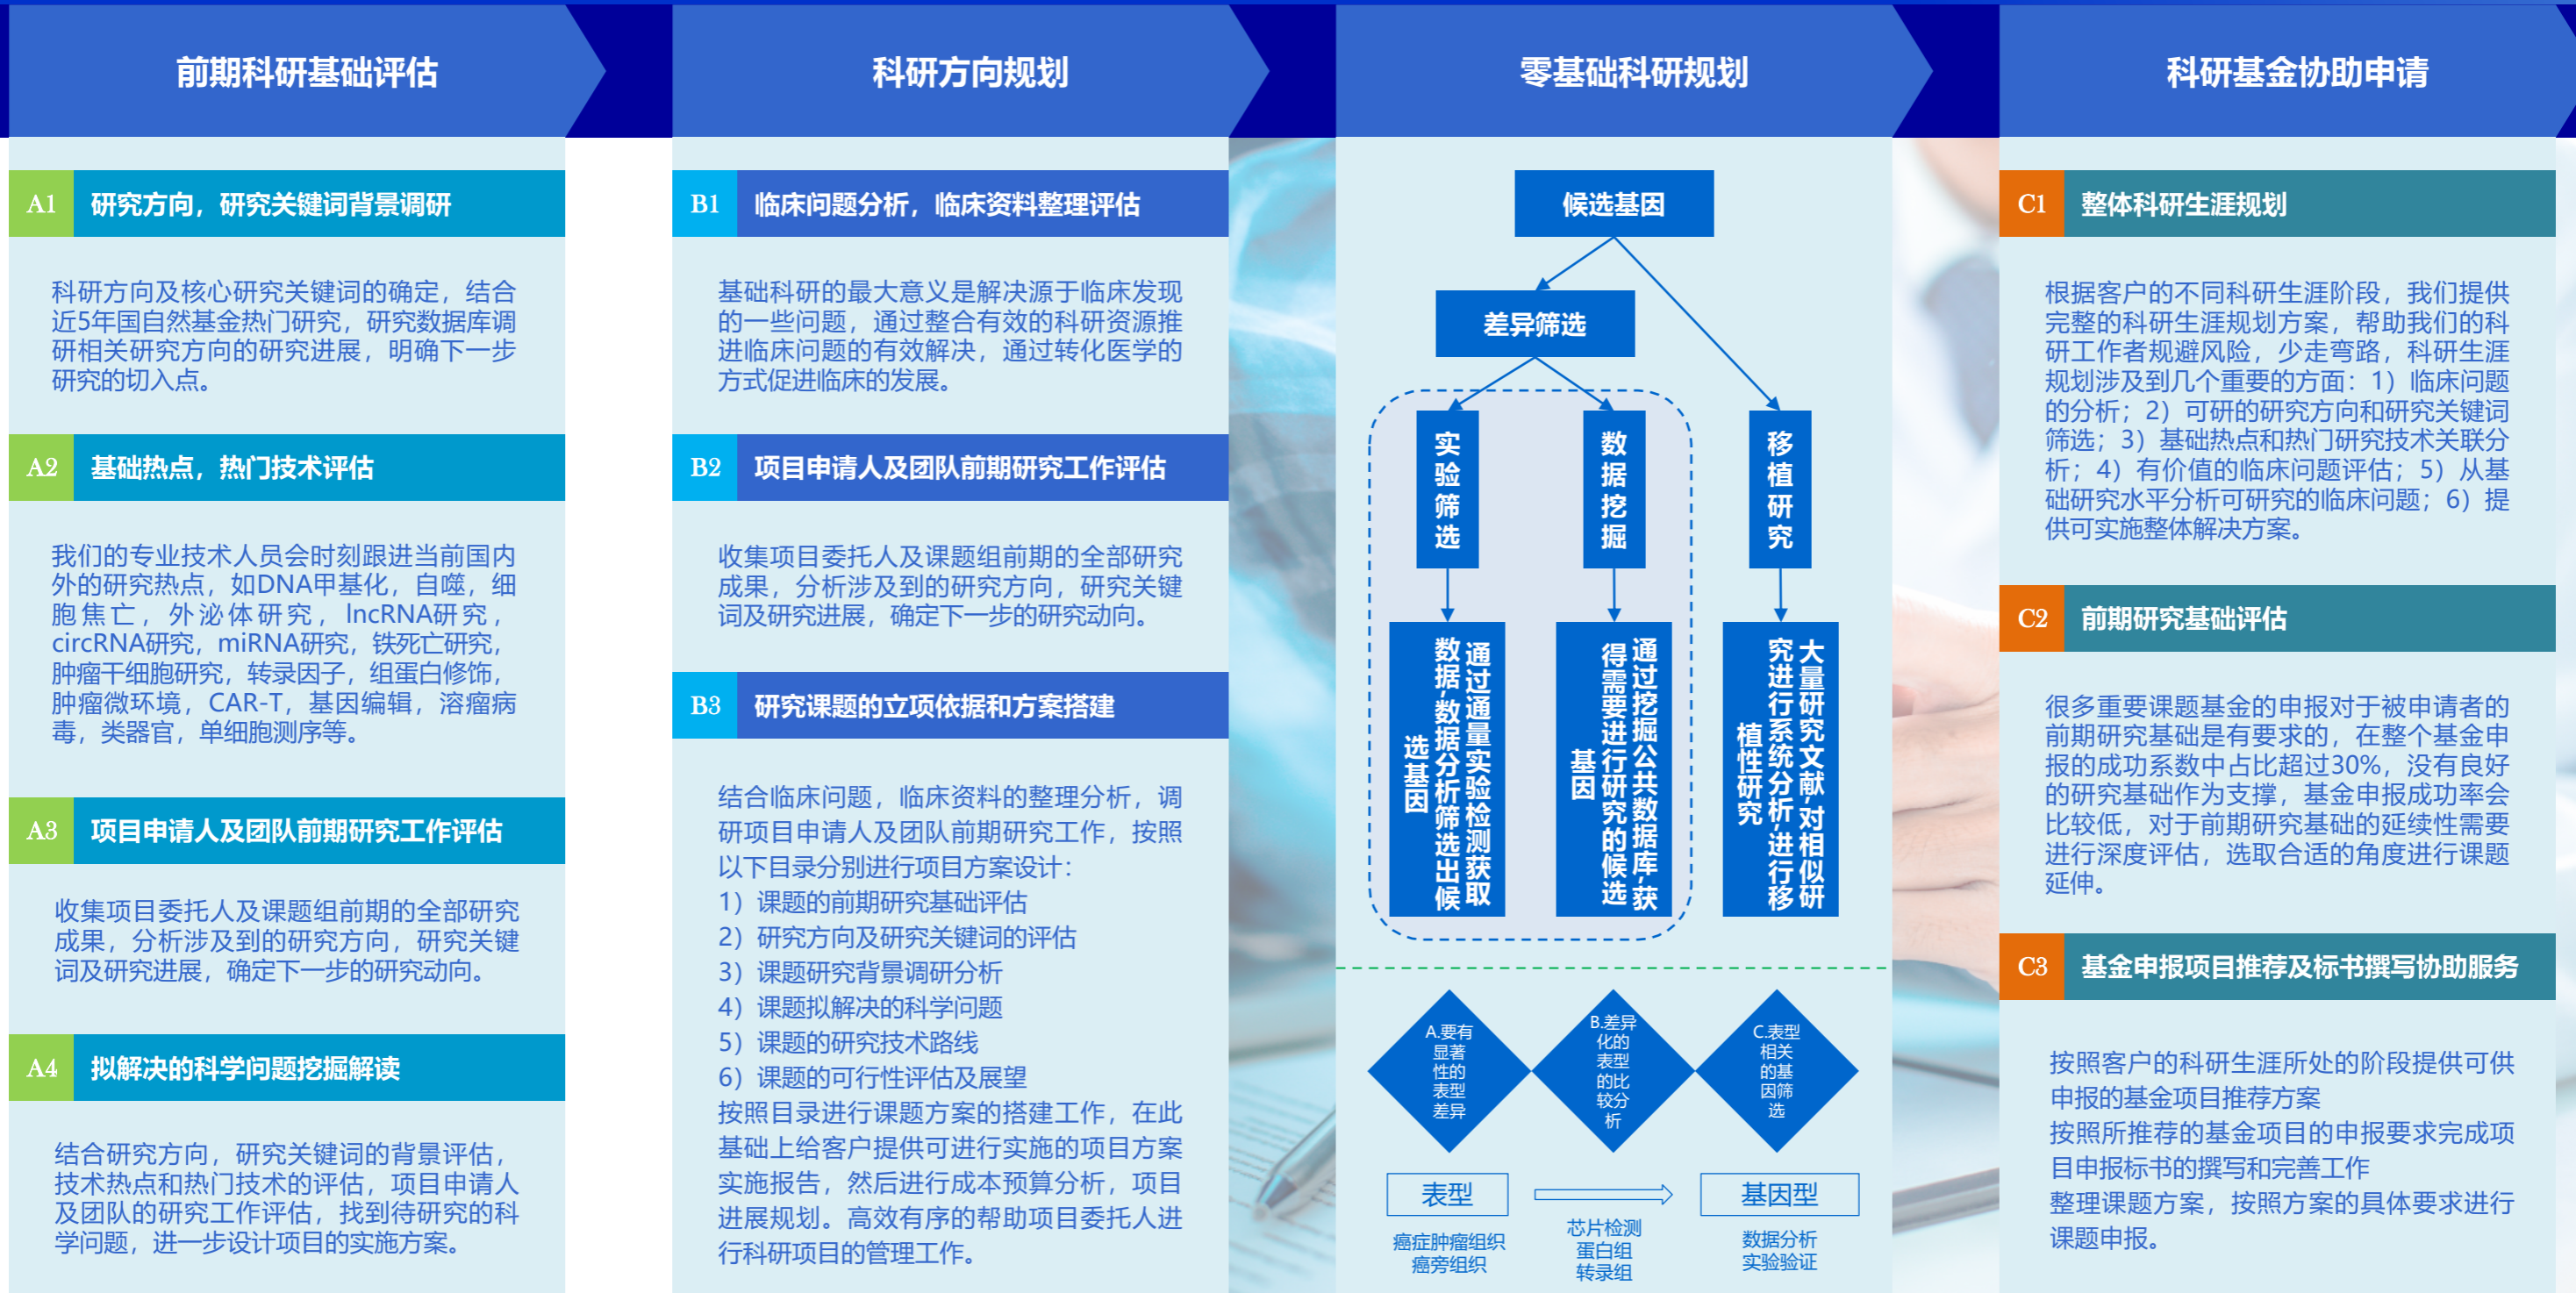 前期科研基础评估
A1 研究方向，研究关键词背景调研
科研方向及核心研究关键词的确定，结合
近5年国自然基金热门研究，研究数据库调
研相关研究方向的研究进展，明确下一步
研究的切入点。
A2 基础热点，热门技术评估
我们的专业技术人员会时刻跟进当前国内
外的研究热点，如DNA甲基化，自噬，细
胞焦亡，外泌体研究，lncRNA研究，
circRNA研究，miRNA研究，铁死亡研究，
肿瘤干细胞研究，转录因子，组蛋白修饰，
肿瘤微环境，CAR-T，基因编辑，溶瘤病
毒，类器官，单细胞测序等。
A3 项目申请人及团队前期研究工作评估
收集项目委托人及课题组前期的全部研究
成果，分析涉及到的研究方向，研究关键
词及研究进展，确定下一步的研究动向。
A4 拟解决的科学问题挖掘解读
结合研究方向，研究关键词的背景评估，
技术热点和热门技术的评估，项目申请人
及团队的研究工作评估，找到待研究的科
学问题，进一步设计项目的实施方案。
科研方向规划
B1 临床问题分析，临床资料整理评估
基础科研的最大意义是解决源于临床发现
的一些问题，通过整合有效的科研资源推
进临床问题的有效解决，通过转化医学的
方式促进临床的发展。
B2 项目申请人及团队前期研究工作评估
收集项目委托人及课题组前期的全部研究
成果，分析涉及到的研究方向，研究关键
词及研究进展，确定下一步的研究动向。
B3 研究课题的立项依据和方案搭建
结合临床问题，临床资料的整理分析，调
研项目申请人及团队前期研究工作，按照
以下目录分别进行项目方案设计：
1）课题的前期研究基础评估
2）研究方向及研究关键词的评估
3）课题研究背景调研分析
4）课题拟解决的科学问题
5）课题的研究技术路线
6）课题的可行性评估及展望
按照目录进行课题方案的搭建工作，在此
基础上给客户提供可进行实施的项目方案
实施报告，然后进行成本预算分析，项目
进展规划。高效有序的帮助项目委托人进
行科研项目的管理工作。
零基础科研规划
候选基因
差异筛选
实验筛选
数据挖掘
移植研究
通过通量实验检测获取
数据，数据分析筛选出候
选基因
通过挖掘公共数据库，获
得需要进行研究的候选
基因
大量研究文献，对相似研
究进行系统分析，进行移
植性研究
A.要有
显著
性的
表型
差异
B.差异
化的
表型
的比
较分
析
C.表型
相关
的基
因筛
选
表型
癌症肿瘤组织
癌旁组织
芯片检测
蛋白组
转录组
基因型
数据分析
实验验证
科研基金协助申请
C1 整体科研生涯规划
根据客户的不同科研生涯阶段，我们提供
完整的科研生涯规划方案，帮助我们的科
研工作者规避风险，少走弯路，科研生涯
规划涉及到几个重要的方面：1）临床问题
的分析；2）可研的研究方向和研究关键词
筛选；3）基础热点和热门研究技术关联分
析；4）有价值的临床问题评估；5）从基
础研究水平分析可研究的临床问题；6）提
供可实施整体解决方案。
C2 前期研究基础评估
很多重要课题基金的申报对于被申请者的
前期研究基础是有要求的，在整个基金申
报的成功系数中占比超过30%，没有良好
的研究基础作为支撑，基金申报成功率会
比较低，对于前期研究基础的延续性需要
进行深度评估，选取合适的角度进行课题
延伸。
C3 基金申报项目推荐及标书撰写协助服务
按照客户的科研生涯所处的阶段提供可供
申报的基金项目推荐方案
按照所推荐的基金项目的申报要求完成项
目申报标书的撰写和完善工作
整理课题方案，按照方案的具体要求进行
课题申报。